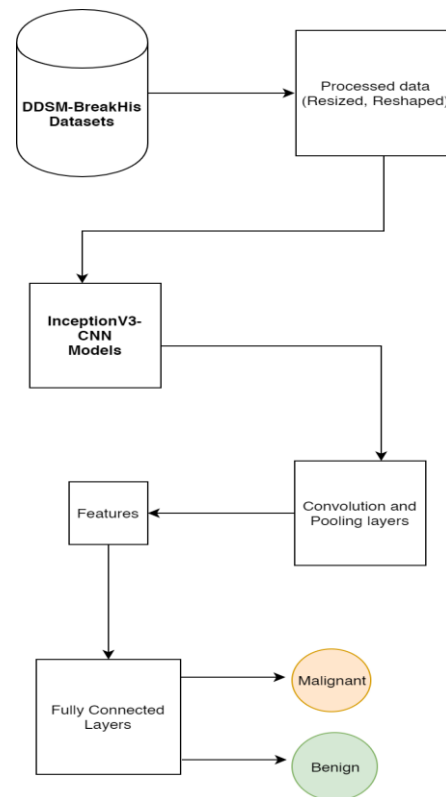 DDSM-BreakHis
Datasets
Processed data
(Resized, Reshaped)
InceptionV3-
CNN
Models
Convolution and
Pooling layers
Features
Fully Connected
Layers
Malignant
Benign